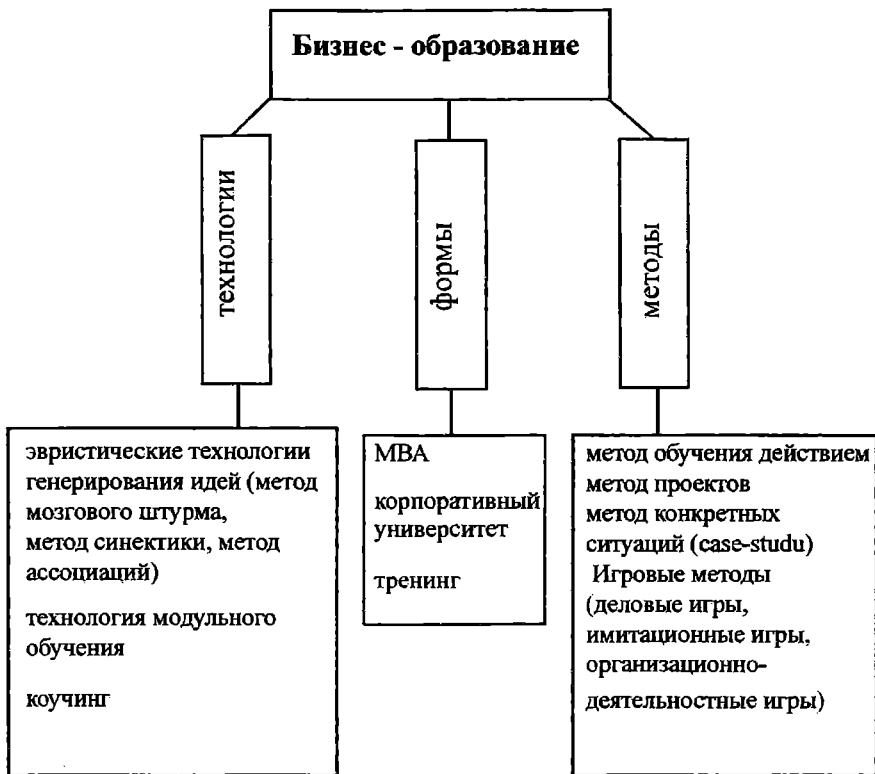 Бизнес - образование
технологии
формы
методы
эвристические технологии
генерирования идей (метод
мозгового штурма,
метод синектики, метод
ассоциаций)
технология модульного
обучения
коучинг
МВА
корпоративный
университет
тренинг
метод обучения действием
метод проектов
метод конкретных
ситуаций (case-studu)
Игровые методы
(деловые игры,
имитационные игры,
организационно-
деятельностные игры)